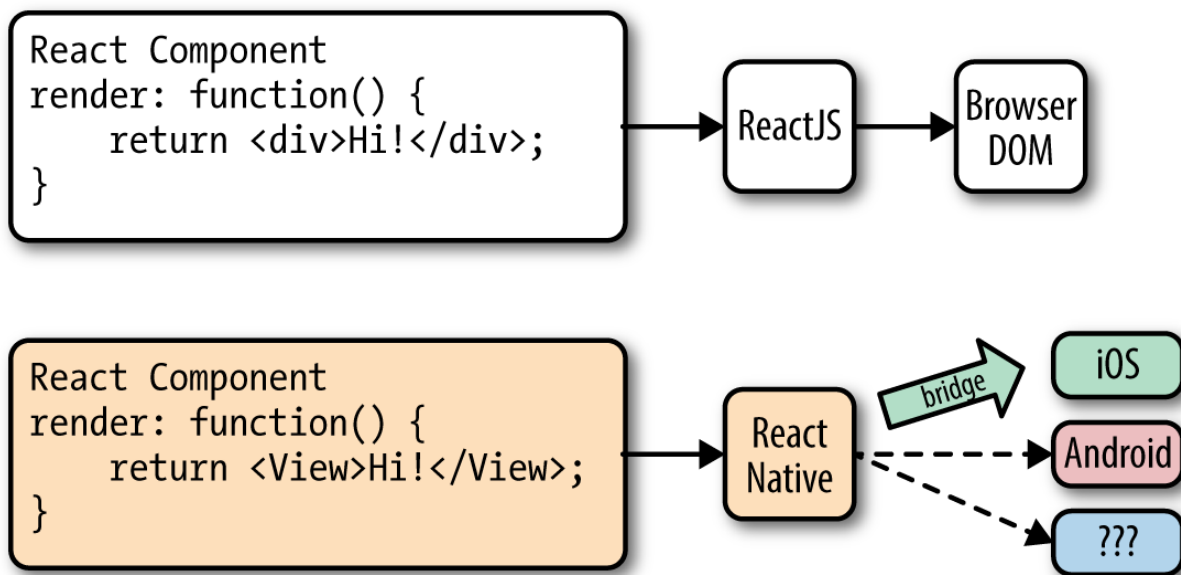 React Component
render: function() {
    return <div>Hi!</div>;
}
ReactJS
Browser
DOM
React Component
render: function() {
    return <View>Hi!</View>;
}
React
Native
bridge
iOS
Android
???